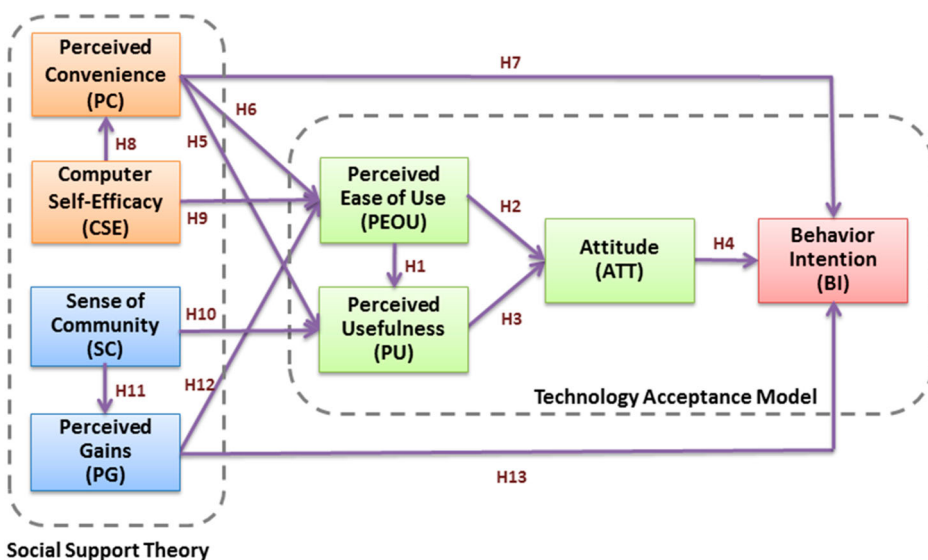 Perceived
Convenience
(PC)
H7
H6
H5
H8
Computer
Self-Efficacy
(CSE)
H9
Perceived
Ease of Use
(PEOU)
H2
H1
Attitude
(ATT)
H4
Behavior
Intention
(BI)
Sense of
Community
(SC)
H10
Perceived
Usefulness
(PU)
H3
H11
H12
Technology Acceptance Model
Perceived
Gains
(PG)
H13
Social Support Theory